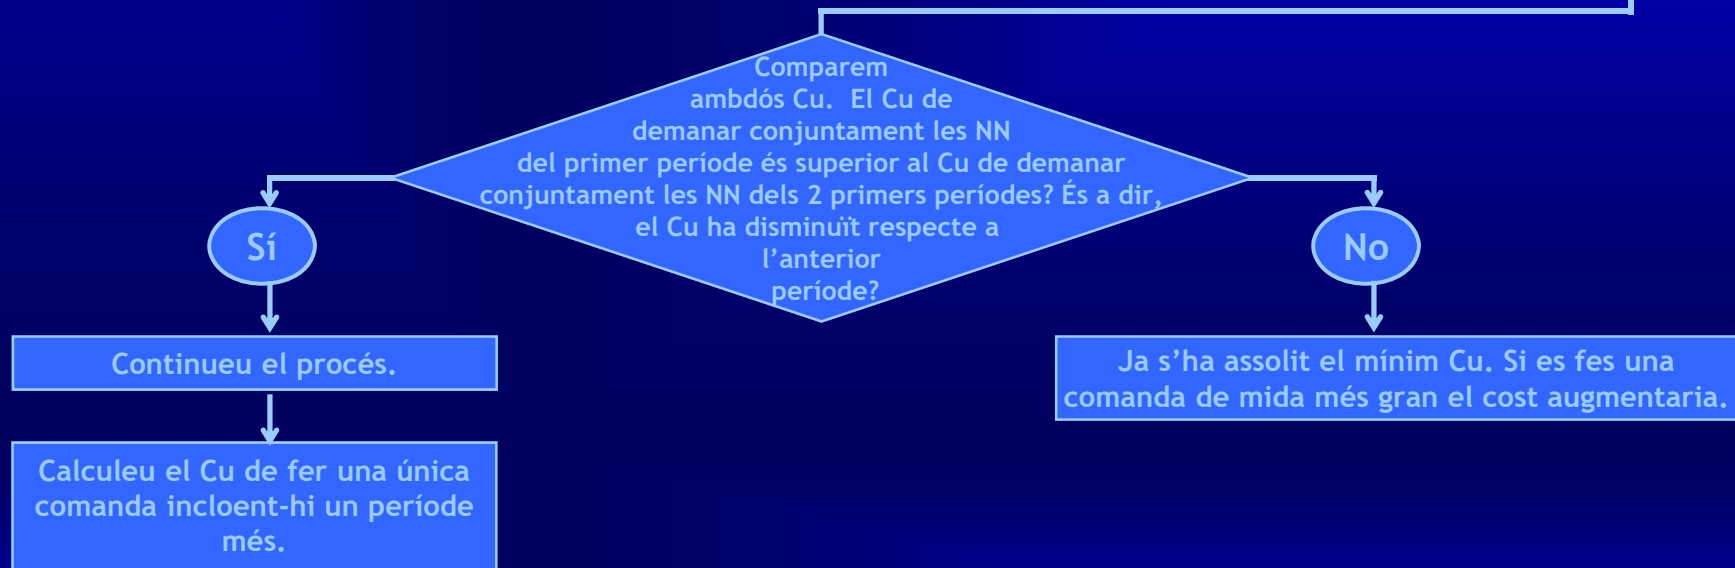 Comparem
ambdós Cu.  El Cu de
demanar conjuntament les NN
del primer període és superior al Cu de demanar
conjuntament les NN dels 2 primers períodes? És a dir,
el Cu ha disminuït respecte a
l’anterior
període?
Sí
No
Continueu el procés.
Ja s’ha assolit el mínim Cu. Si es fes una
comanda de mida més gran el cost augmentaria.
Calculeu el Cu de fer una única
comanda incloent-hi un període
més.